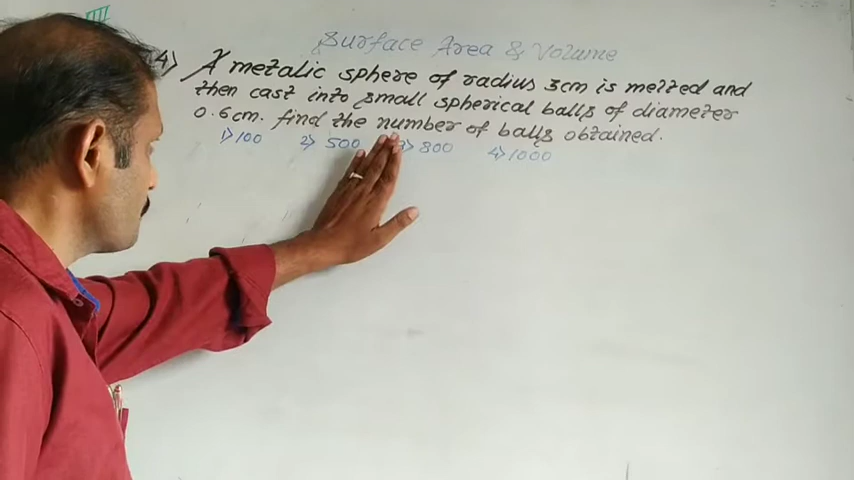 Surface Area & Volume
4) A metalic sphere of radius 3cm is melted and
then cast into small spherical balls of diameter
0.6cm. find the number of balls obtained.
1) 100 2) 500 3) 800 4) 1000